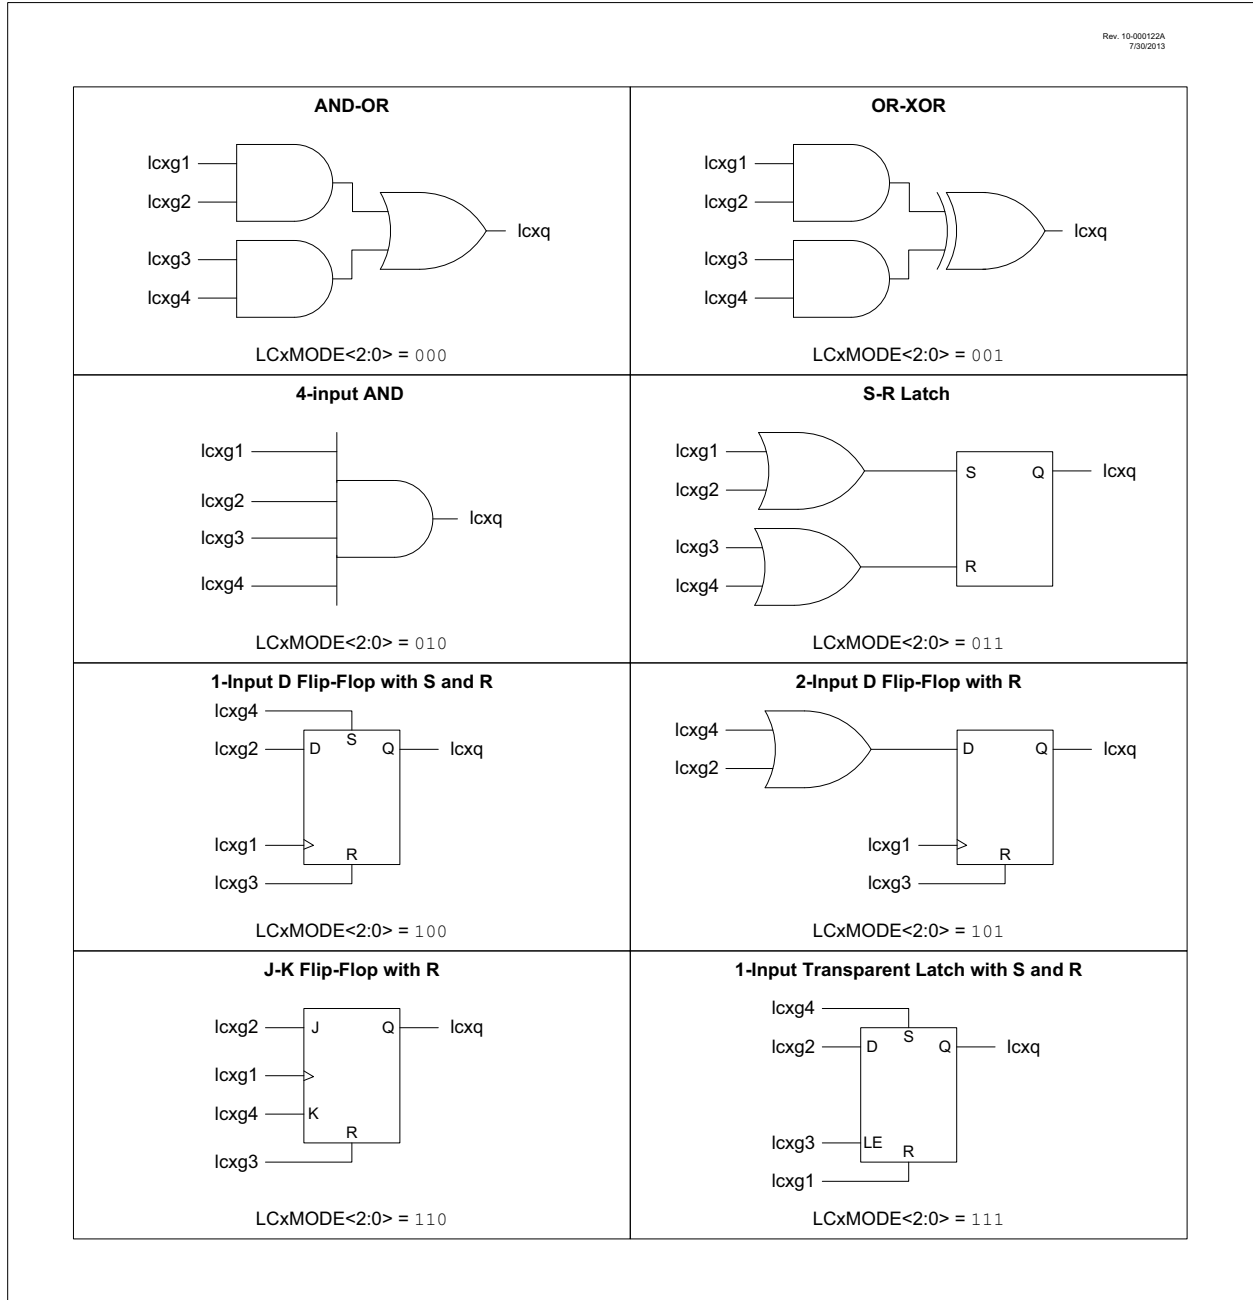 Rev. 10-000122A
7/30/2013
AND-OR
lcxg1
lcxg2
lcxg3
lcxg4
lcxq
LCxMODE<2:0> = 000
OR-XOR
lcxg1
lcxg2
lcxg3
lcxg4
lcxq
LCxMODE<2:0> = 001
4-input AND
lcxg1
lcxg2
lcxg3
lcxg4
lcxq
LCxMODE<2:0> = 010
S-R Latch
lcxg1
lcxg2
lcxg3
lcxg4
S
Q
lcxq
R
LCxMODE<2:0> = 011
1-Input D Flip-Flop with S and R
lcxg4
S
lcxg2
D
Q
lcxq
lcxg1
R
lcxg3
LCxMODE<2:0> = 100
2-Input D Flip-Flop with R
lcxg4
lcxg2
D
Q
lcxq
lcxg1
R
lcxg3
LCxMODE<2:0> = 101
J-K Flip-Flop with R
lcxg2
J
Q
lcxq
lcxg1
lcxg4
K
R
lcxg3
LCxMODE<2:0> = 110
1-Input Transparent Latch with S and R
lcxg4
S
lcxg2
D
Q
lcxq
lcxg3
LE
R
lcxg1
LCxMODE<2:0> = 111